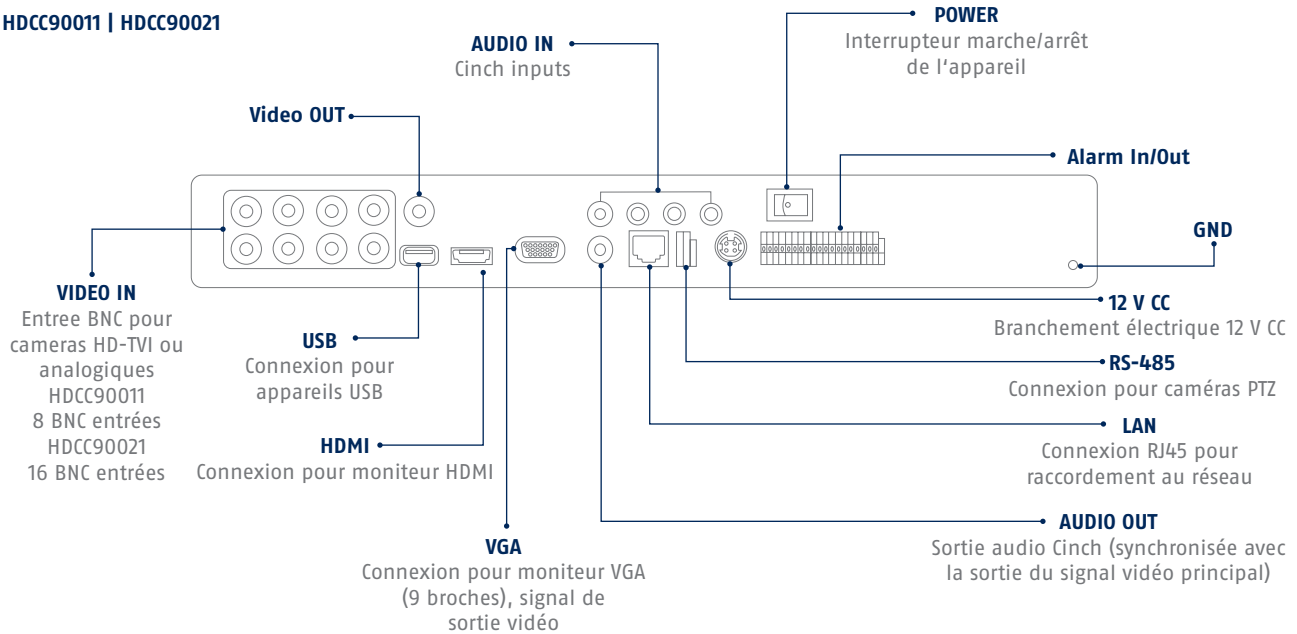 HDCC90011 | HDCC90021
POWER
Interrupteur marche/arrêt
de l‘appareil
AUDIO IN
Cinch inputs
Video OUT
Alarm In/Out
GND
VIDEO IN
Entree BNC pour
cameras HD-TVI ou
analogiques
HDCC90011
8 BNC entrées
HDCC90021
16 BNC entrées
USB
Connexion pour
appareils USB
HDMI
Connexion pour moniteur HDMI
VGA
Connexion pour moniteur VGA
(9 broches), signal de
sortie vidéo
12 V CC
Branchement électrique 12 V CC
RS-485
Connexion pour caméras PTZ
LAN
Connexion RJ45 pour
raccordement au réseau
AUDIO OUT
Sortie audio Cinch (synchronisée avec
la sortie du signal vidéo principal)